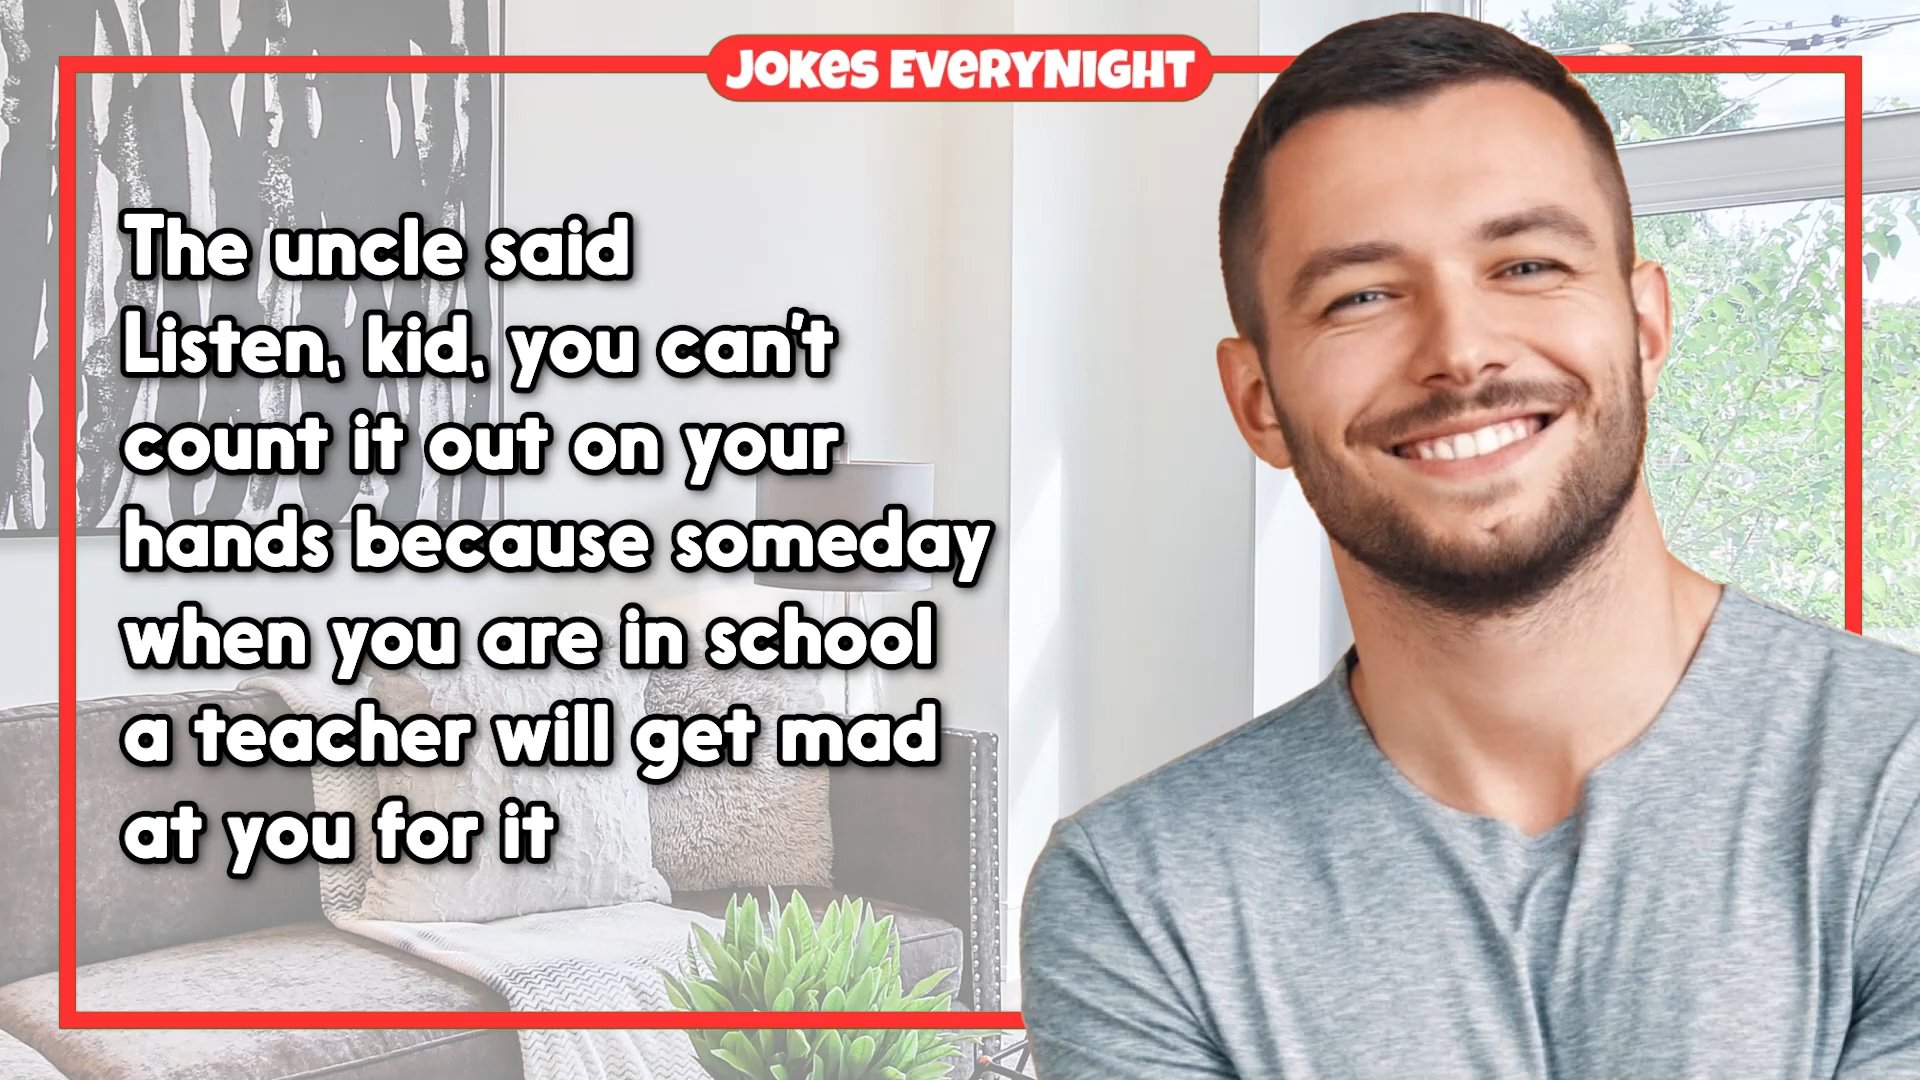 JOKES EVERYNIGHT
The uncle said
Listen, kid, you can't
count it out on your
hands because someday
when you are in school
a teacher will get mad
at you for it